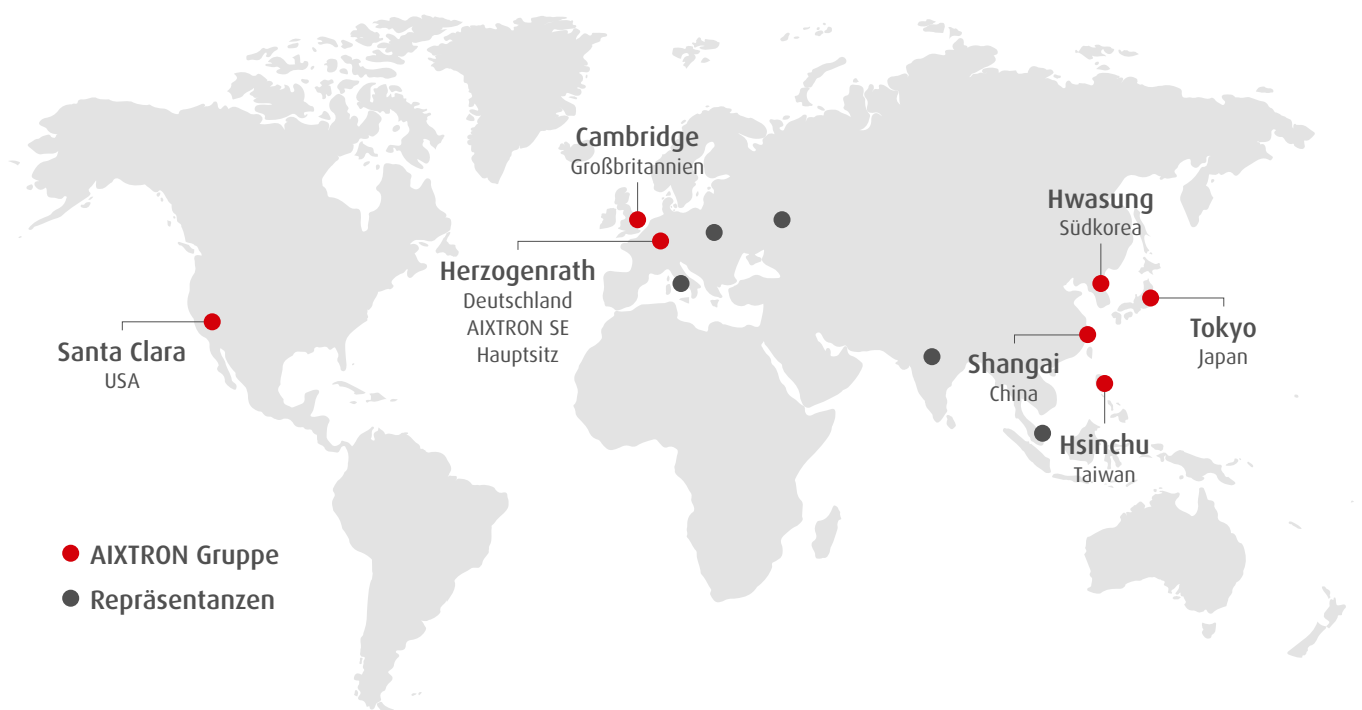 Cambridge
Großbritannien
Hwasung
Südkorea
Herzogenrath
Deutschland
AIXTRON SE
Hauptsitz
Santa Clara
USA
Tokyo
Japan
Shangai
China
Hsinchu
Taiwan
AIXTRON Gruppe
Repräsentanzen